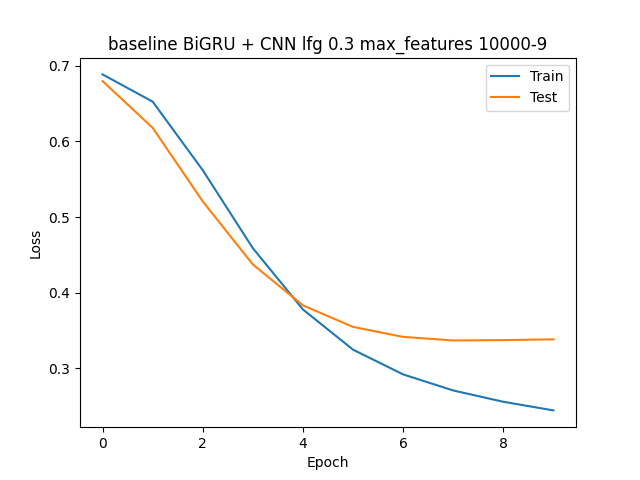 baseline BiGRU + CNN lfg 0.3 max_features 10000-9
Train
Test
0.7
0.6
0.5
0.4
0.3
Loss
0 2 4 6 8
Epoch